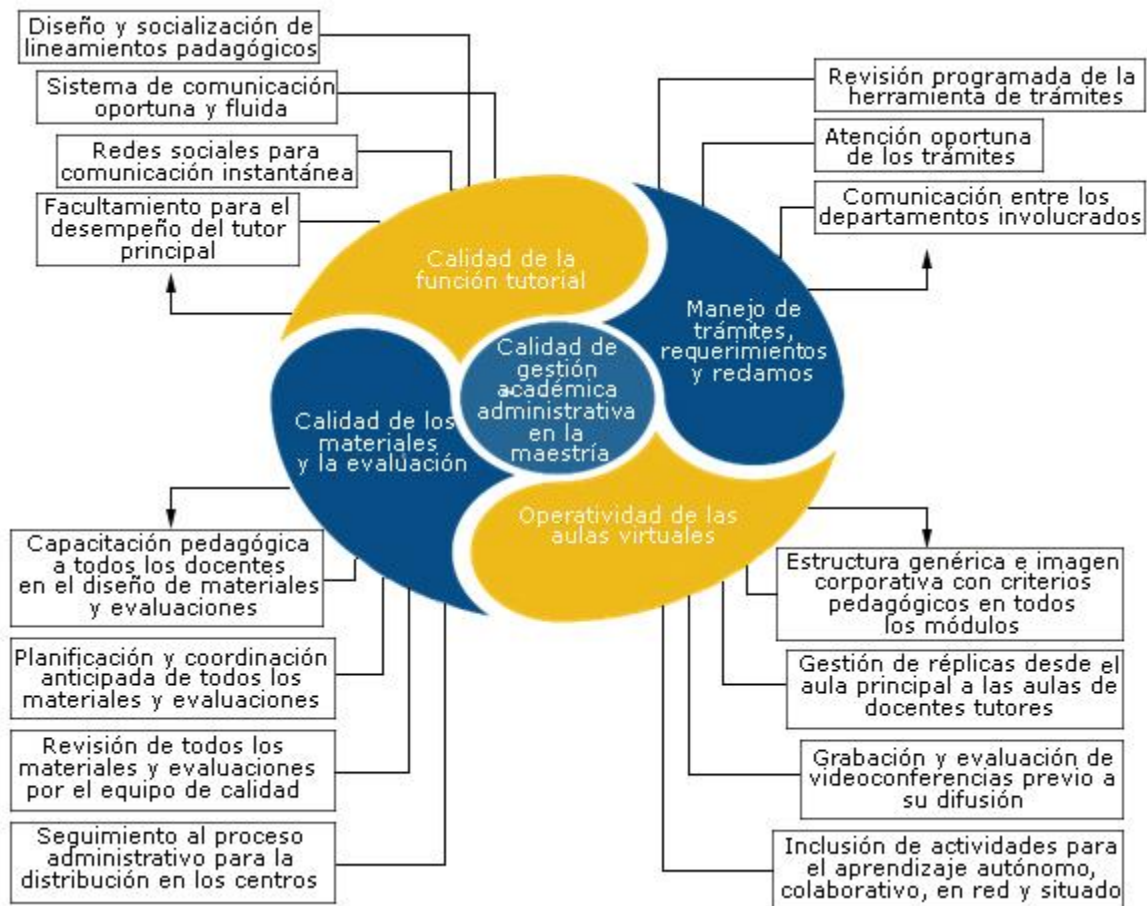 Diseño y socialización de
lineamientos padagógicos
Sistema de comunicación
oportuna y fluida
Redes sociales para
comunicación instantánea
Facultamiento para el
desempeño del tutor
principal
Revisión programada de la
herramienta de trámites
Atención oportuna
de los trámites
Comunicación entre los
departamentos involucrados
Calidad de la
función tutorial
Manejo de
trámites,
requerimientos
y reclamos
Calidad de
gestión
académica
administrativa
en la
maestría
Calidad de los
materiales
y la evaluación
Operatividad de las
aulas virtuales
Capacitación pedagógica
a todos los docentes
en el diseño de materiales
y evaluaciones
Planificación y coordinación
anticipada de todos los
materiales y evaluaciones
Revisión de todos los
materiales y evaluaciones
por el equipo de calidad
Seguimiento al proceso
administrativo para la
distribución en los centros
Estructura genérica e imagen
corporativa con criterios
pedagógicos en todos
los módulos
Gestión de réplicas desde el
aula principal a las aulas de
docentes tutores
Grabación y evaluación de
videoconferencias previo a
su difusión
Inclusión de actividades para
el aprendizaje autónomo,
colaborativo, en red y situado